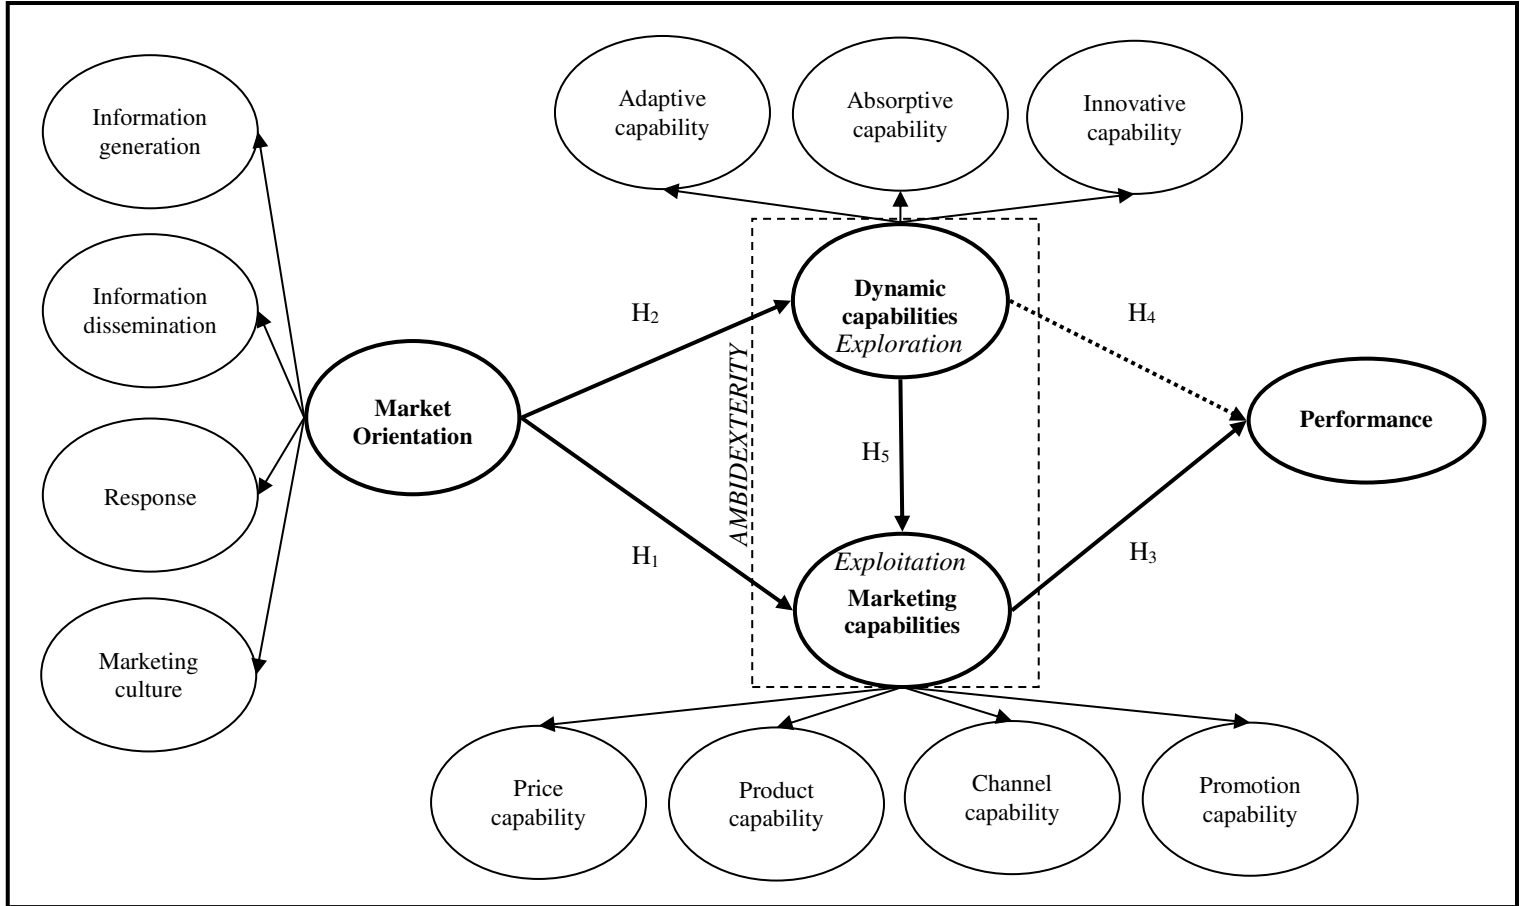 Information
generation
Information
dissemination
Response
Marketing
culture
Market
Orientation
Adaptive
capability
Absorptive
capability
Innovative
capability
H2
H1
AMBIDEXTERITY
Dynamic
capabilities
Exploration
H5
Exploitation
Marketing
capabilities
H4
H3
Performance
Price
capability
Product
capability
Channel
capability
Promotion
capability